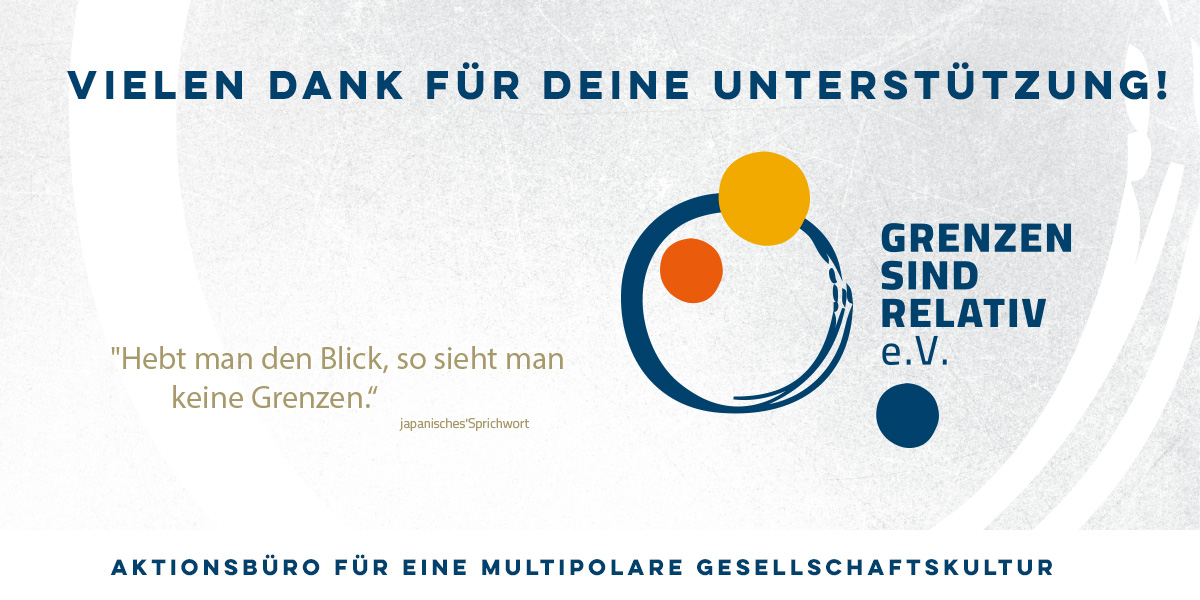 VIELEN DANK FÜR DEINE UNTERSTÜTZUNG!
GRENZEN
SIND
RELATIV
e.V.
"Hebt man den Blick, so sieht man
keine Grenzen.“
japanisches'Sprichwort
AKTIONSBÜRO FÜR EINE MULTIPOLARE GESELLSCHAFTSKULTUR